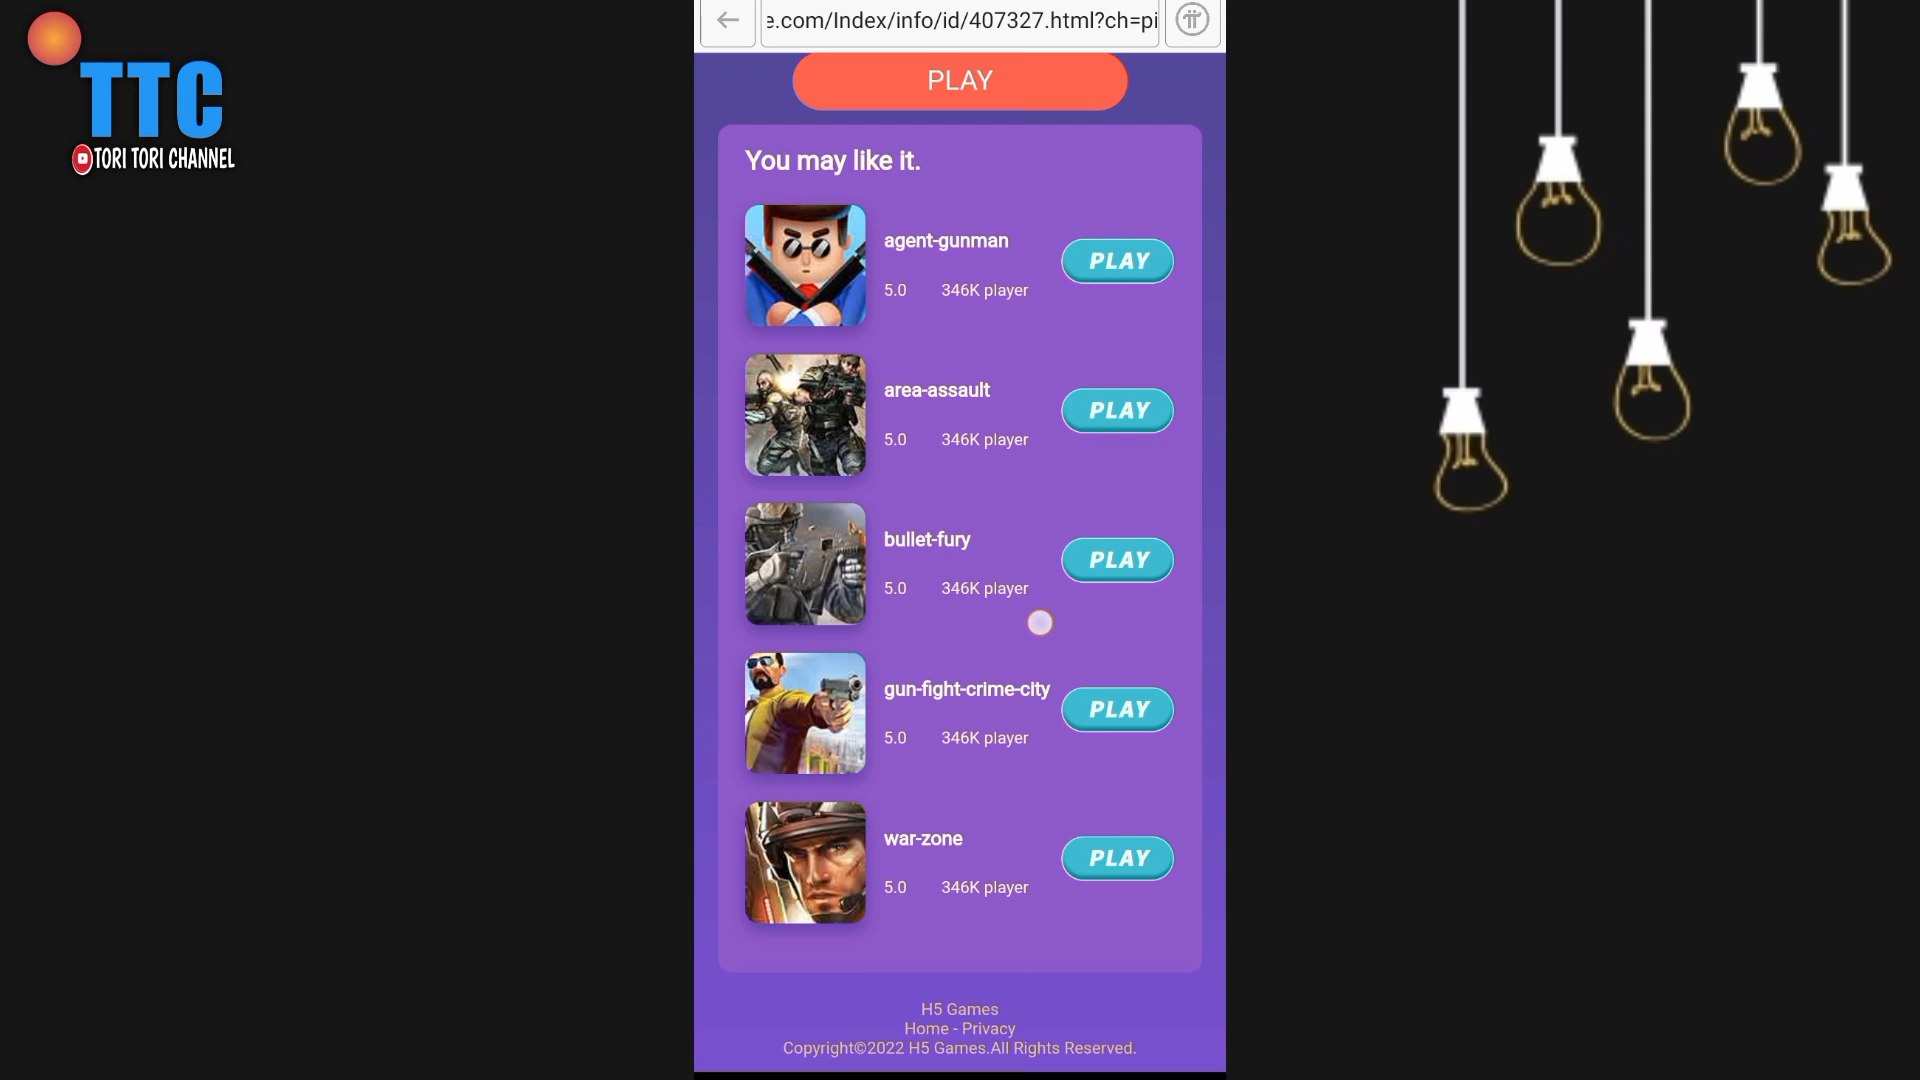 TTC
TORI TORI CHANNEL
e.com/Index/info/id/407327.html?ch=pi
PLAY
You may like it.
agent-gunman
5.0 346K player
PLAY
area-assault
5.0 346K player
PLAY
bullet-fury
5.0 346K player
PLAY
gun-fight-crime-city
5.0 346K player
PLAY
war-zone
5.0 346K player
PLAY
H5 Games
Home - Privacy
Copyright©2022 H5 Games.All Rights Reserved.